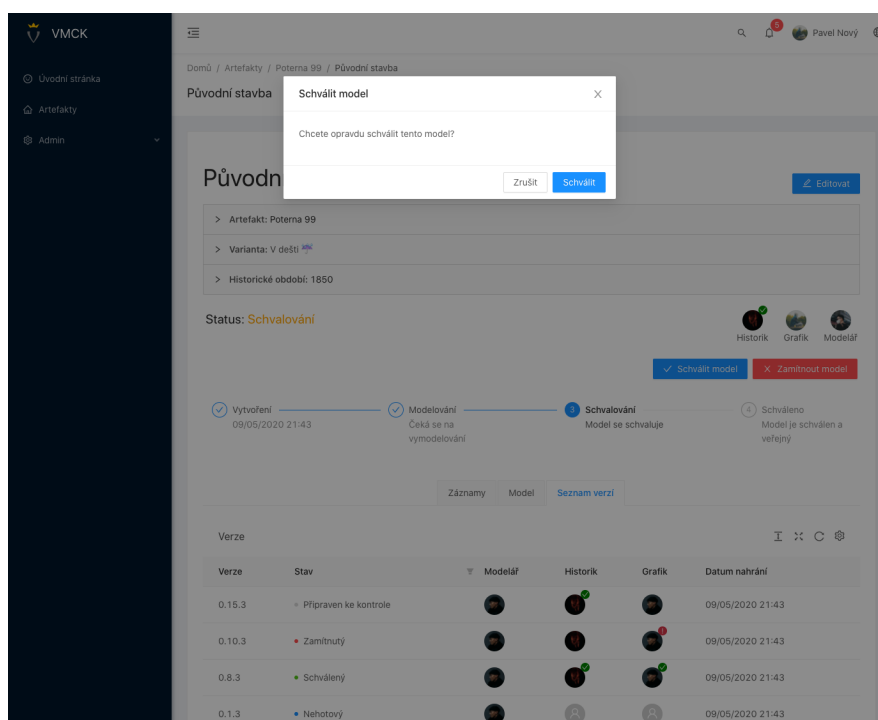 VMCK
5
Pavel Nový
Úvodní stránka
Artefakty
Admin
Domů / Artefakty / Poterna 99 / Původní stavba
Původní stavba
Schválit model
Chcete opravdu schválit tento model?
Zrušit
Schválit
Původn
Editovat
Artefakt: Poterna 99
Varianta: V dešti
Historické období: 1850
Status: Schvalování
Historik Grafik Modelář
Schválit model
Zamítnout model
Vytvoření
09/05/2020 21:43
Modelování
Čeká se na
vymodelování
3 Schvalování
Model se schvaluje
4 Schváleno
Model je schválen a
veřejný
Záznamy Model Seznam verzí
Verze
Verze Stav Modelář Historik Grafik Datum nahrání
0.15.3 Připraven ke kontrole 09/05/2020 21:43
0.10.3 Zamítnutý 09/05/2020 21:43
0.8.3 Schválený 09/05/2020 21:43
0.1.3 Nehotový 09/05/2020 21:43